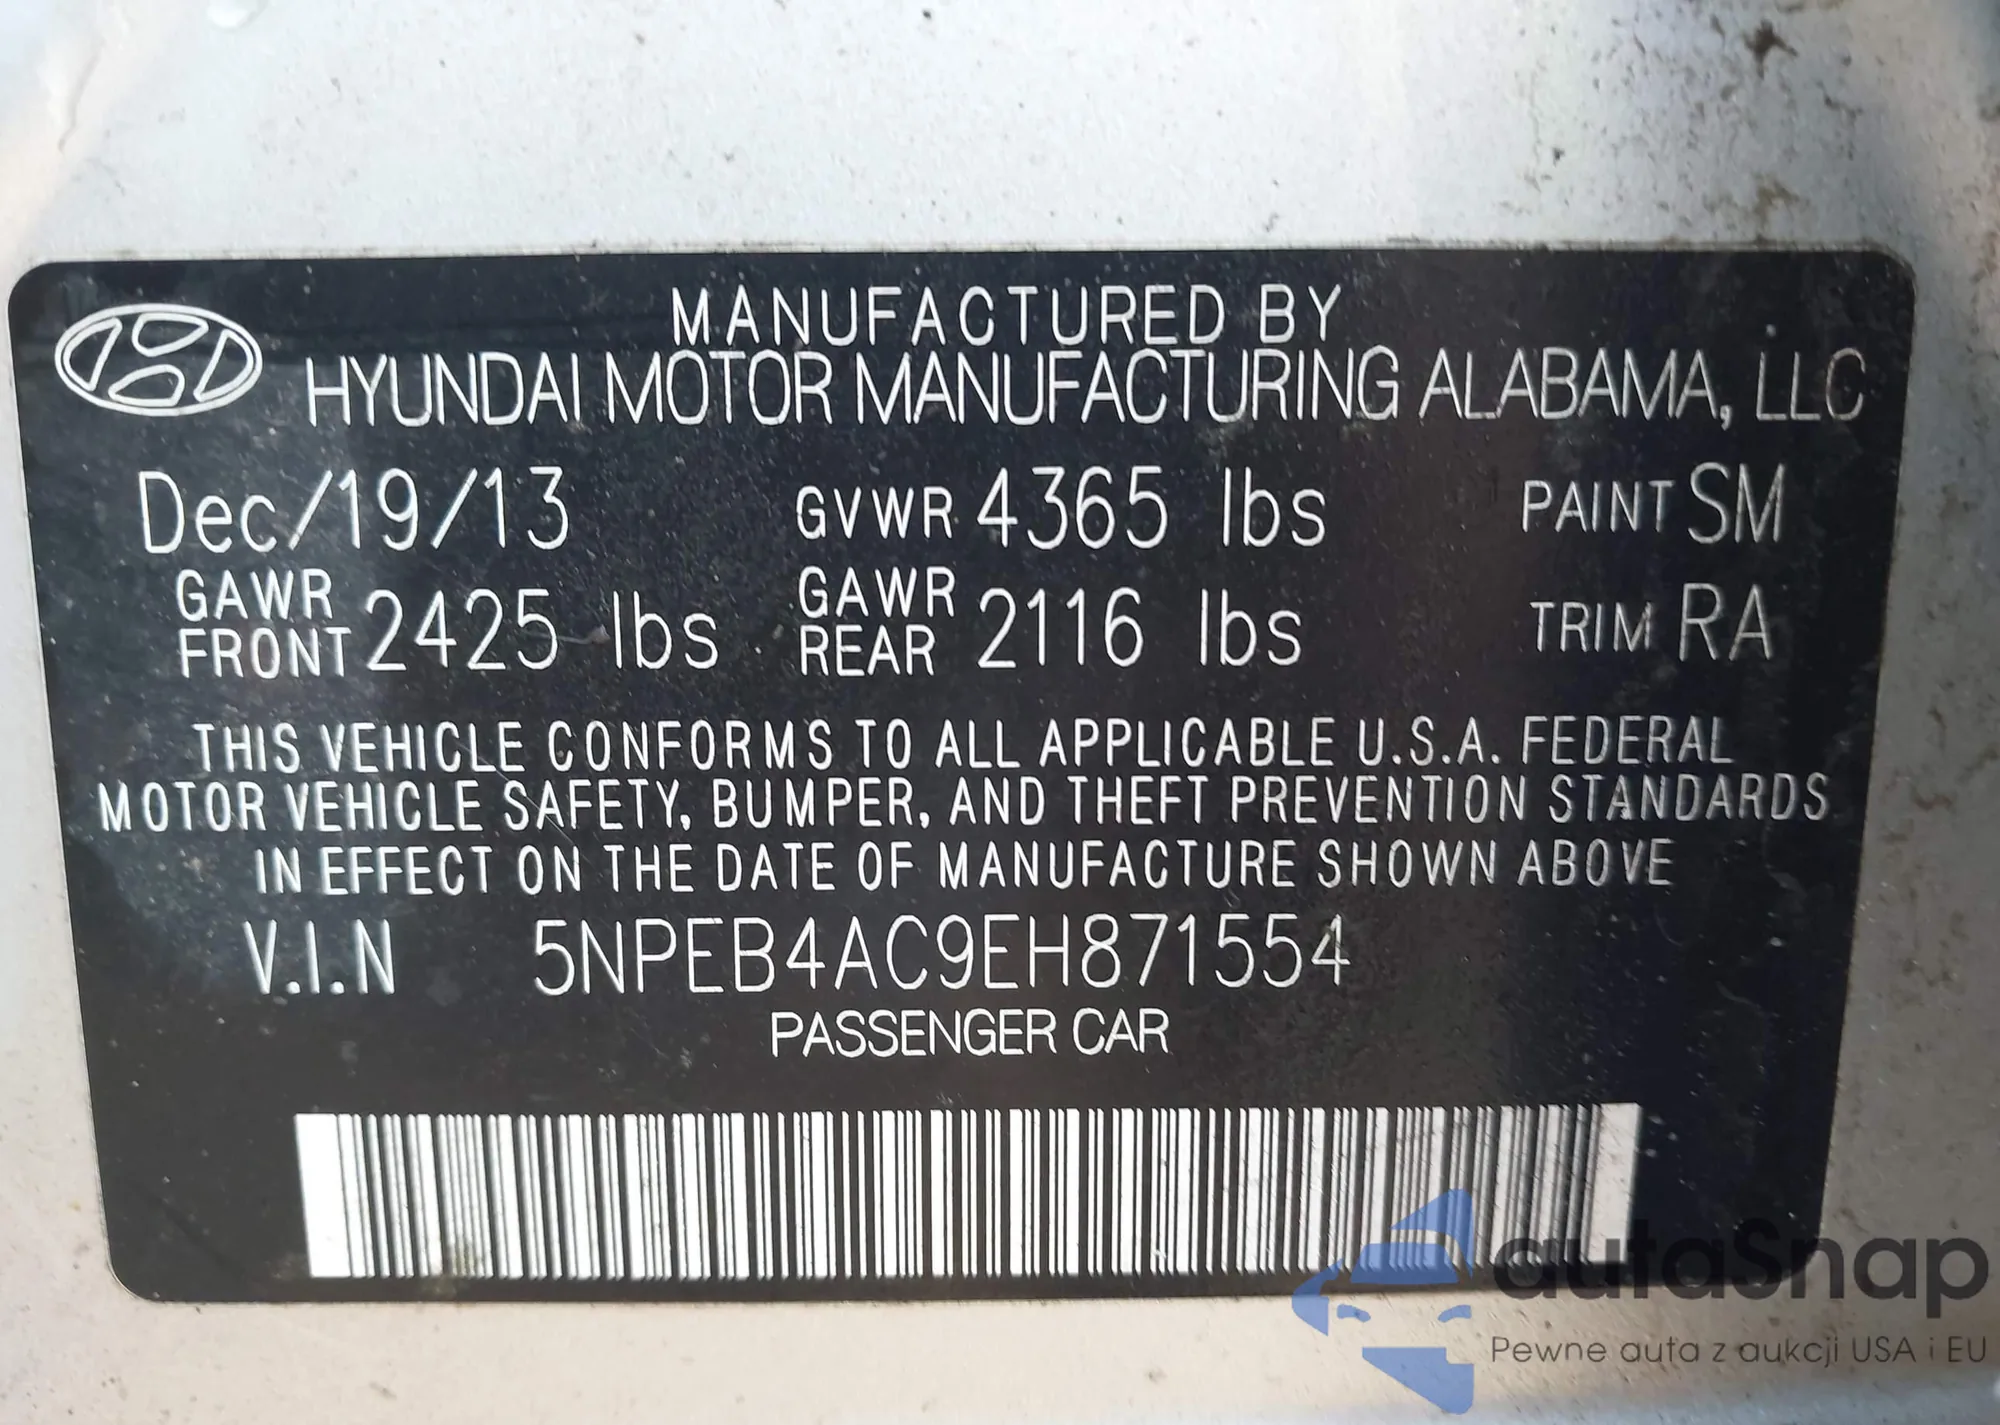 MANUFACTURED BY
HYUNDAI MOTOR MANUFACTURING ALABAMA, LLC
Dec/19/13 GVWR 4365 lbs PAINT SM
GAWR FRONT 2425 lbs GAWR REAR 2116 lbs TRIM RA
THIS VEHICLE CONFORMS TO ALL APPLICABLE U.S.A. FEDERAL
MOTOR VEHICLE SAFETY, BUMPER, AND THEFT PREVENTION STANDARDS
IN EFFECT ON THE DATE OF MANUFACTURE SHOWN ABOVE
V.I.N 5NPEB4AC9EH871554
PASSENGER CAR
autaSnap
Pewne auta z aukcji USA i EU